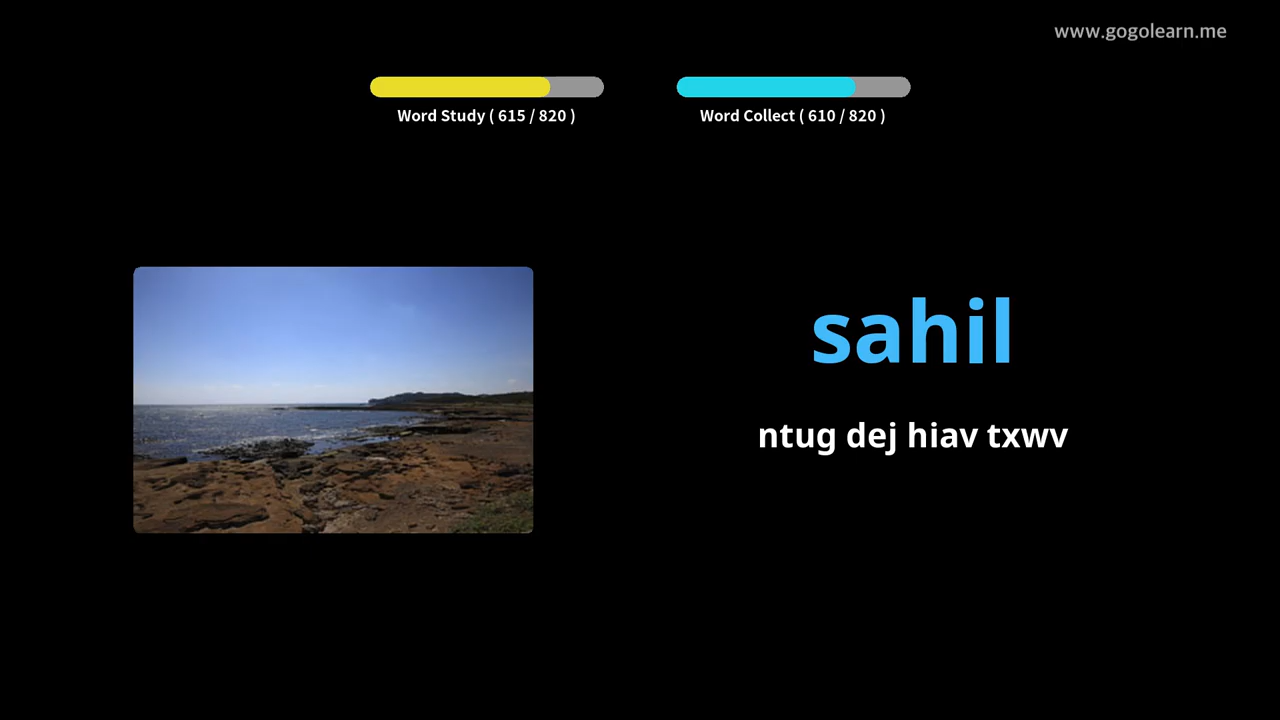 www.gogolearn.me
Word Study ( 615 / 820 )
Word Collect ( 610 / 820 )
sahil
ntug dej hiav txwv